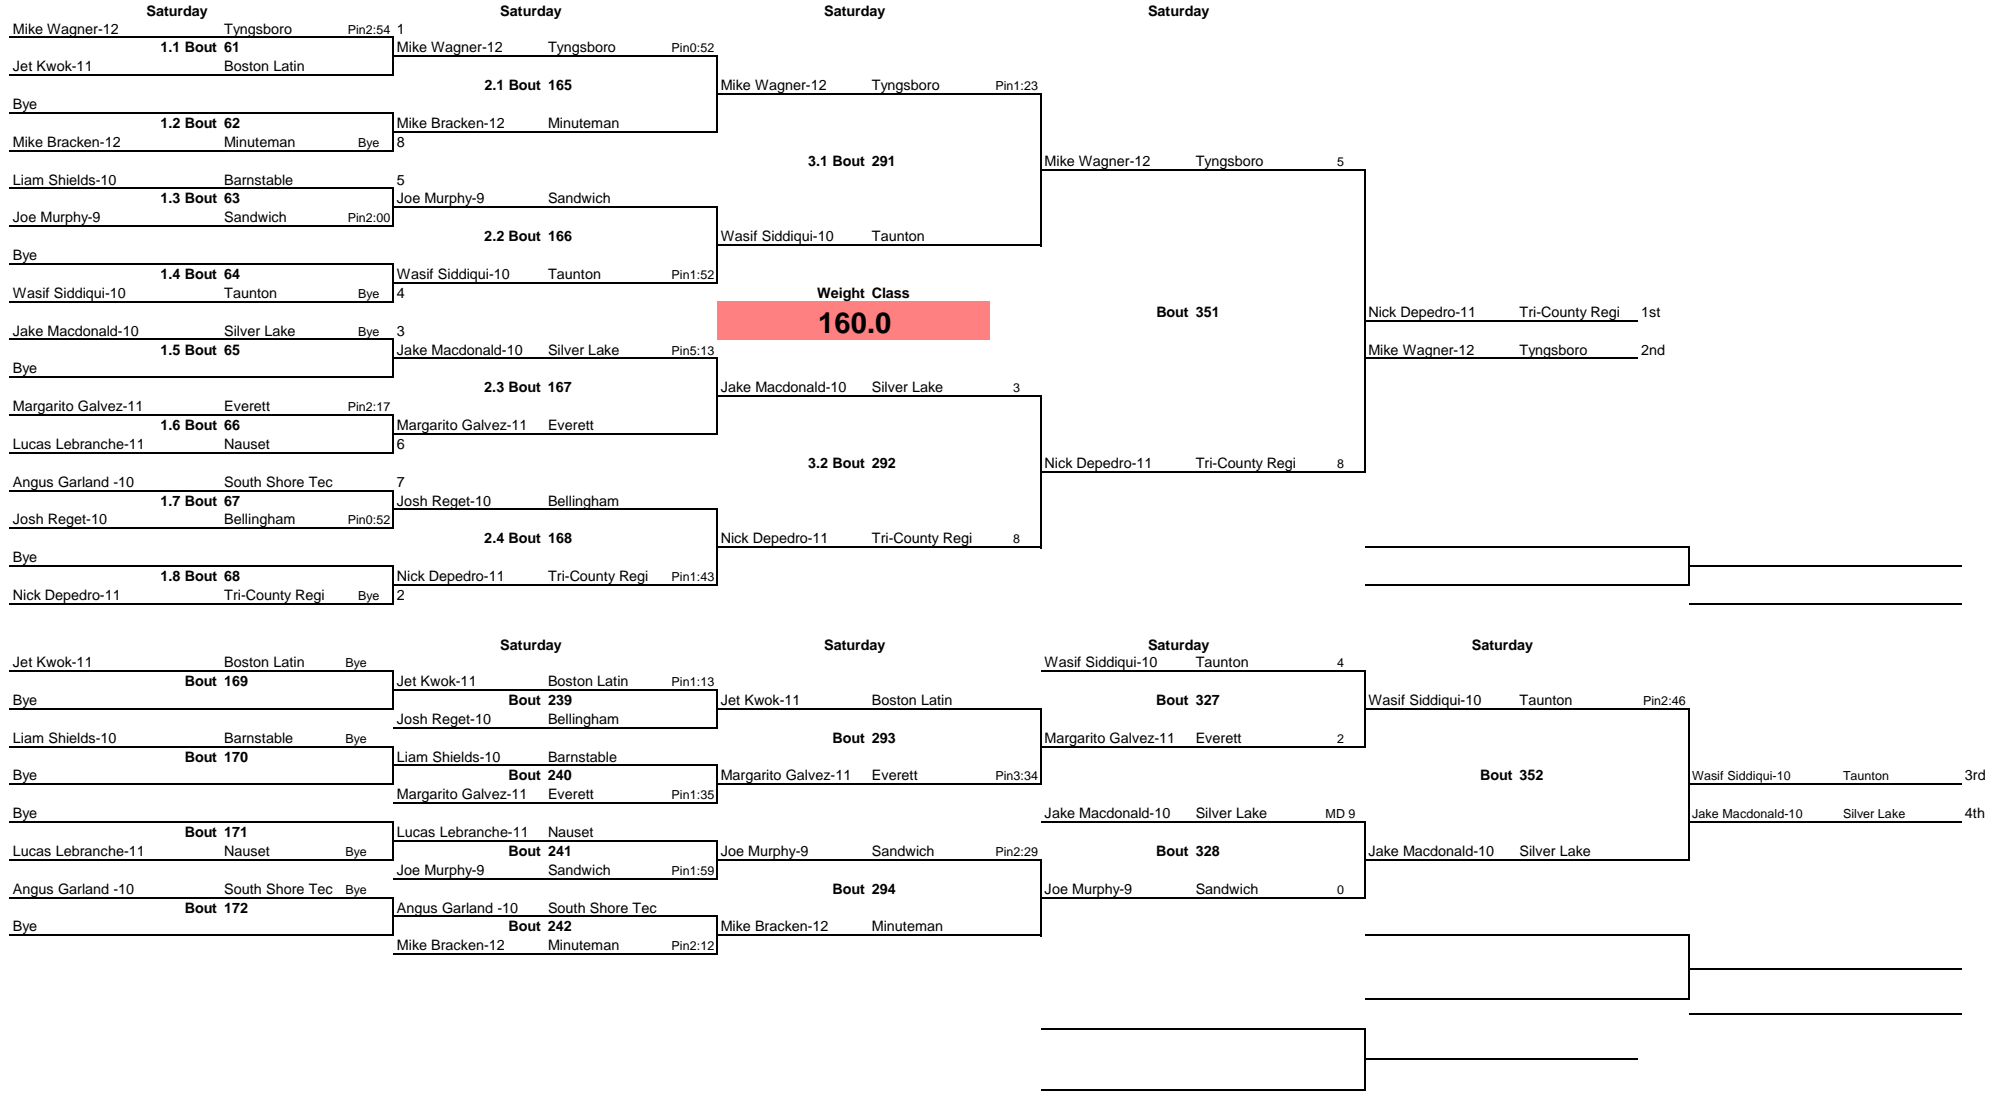 Saturday Saturday Saturday Saturday
Mike Wagner-12 Tyngsboro Pin2:54 1
1.1 Bout 61 Mike Wagner-12 Tyngsboro Pin0:52
Jet Kwok-11 Boston Latin
2.1 Bout 165 Mike Wagner-12 Tyngsboro Pin1:23
Bye
1.2 Bout 62 Mike Bracken-12 Minuteman
Mike Bracken-12 Minuteman Bye 8
3.1 Bout 291 Mike Wagner-12 Tyngsboro 5
Liam Shields-10 Barnstable 5
1.3 Bout 63 Joe Murphy-9 Sandwich
Joe Murphy-9 Sandwich Pin2:00
2.2 Bout 166 Wasif Siddiqui-10 Taunton
Bye
1.4 Bout 64 Wasif Siddiqui-10 Taunton Pin1:52
Wasif Siddiqui-10 Taunton Bye 4 Weight Class
160.0 Bout 351 Nick Depedro-11 Tri-County Regi 1st
Jake Macdonald-10 Silver Lake Bye 3
1.5 Bout 65 Jake Macdonald-10 Silver Lake Pin5:13 Mike Wagner-12 Tyngsboro 2nd
Bye
2.3 Bout 167 Jake Macdonald-10 Silver Lake 3
Margarito Galvez-11 Everett Pin2:17
1.6 Bout 66 Margarito Galvez-11 Everett
Lucas Lebranche-11 Nauset 6
3.2 Bout 292 Nick Depedro-11 Tri-County Regi 8
Angus Garland -10 South Shore Tec 7
1.7 Bout 67 Josh Reget-10 Bellingham
Josh Reget-10 Bellingham Pin0:52
2.4 Bout 168 Nick Depedro-11 Tri-County Regi 8
Bye
1.8 Bout 68 Nick Depedro-11 Tri-County Regi Pin1:43
Nick Depedro-11 Tri-County Regi Bye 2
Saturday Saturday Saturday Saturday
Jet Kwok-11 Boston Latin Bye Wasif Siddiqui-10 Taunton 4
Bout 169 Jet Kwok-11 Boston Latin Pin1:13
Bye Bout 239 Jet Kwok-11 Boston Latin Bout 327 Wasif Siddiqui-10 Taunton Pin2:46
Josh Reget-10 Bellingham
Liam Shields-10 Barnstable Bye Bout 293 Margarito Galvez-11 Everett 2
Bout 170 Liam Shields-10 Barnstable
Bye Bout 240 Margarito Galvez-11 Everett Pin3:34 Bout 352 Wasif Siddiqui-10 Taunton 3rd
Margarito Galvez-11 Everett Pin1:35
Bye Jake Macdonald-10 Silver Lake MD 9 Jake Macdonald-10 Silver Lake 4th
Bout 171 Lucas Lebranche-11 Nauset
Lucas Lebranche-11 Nauset Bye Bout 241 Joe Murphy-9 Sandwich Pin2:29 Bout 328 Jake Macdonald-10 Silver Lake
Joe Murphy-9 Sandwich Pin1:59
Angus Garland -10 South Shore Tec Bye Bout 294 Joe Murphy-9 Sandwich 0
Bout 172 Angus Garland -10 South Shore Tec
Bye Bout 242 Mike Bracken-12 Minuteman
Mike Bracken-12 Minuteman Pin2:12